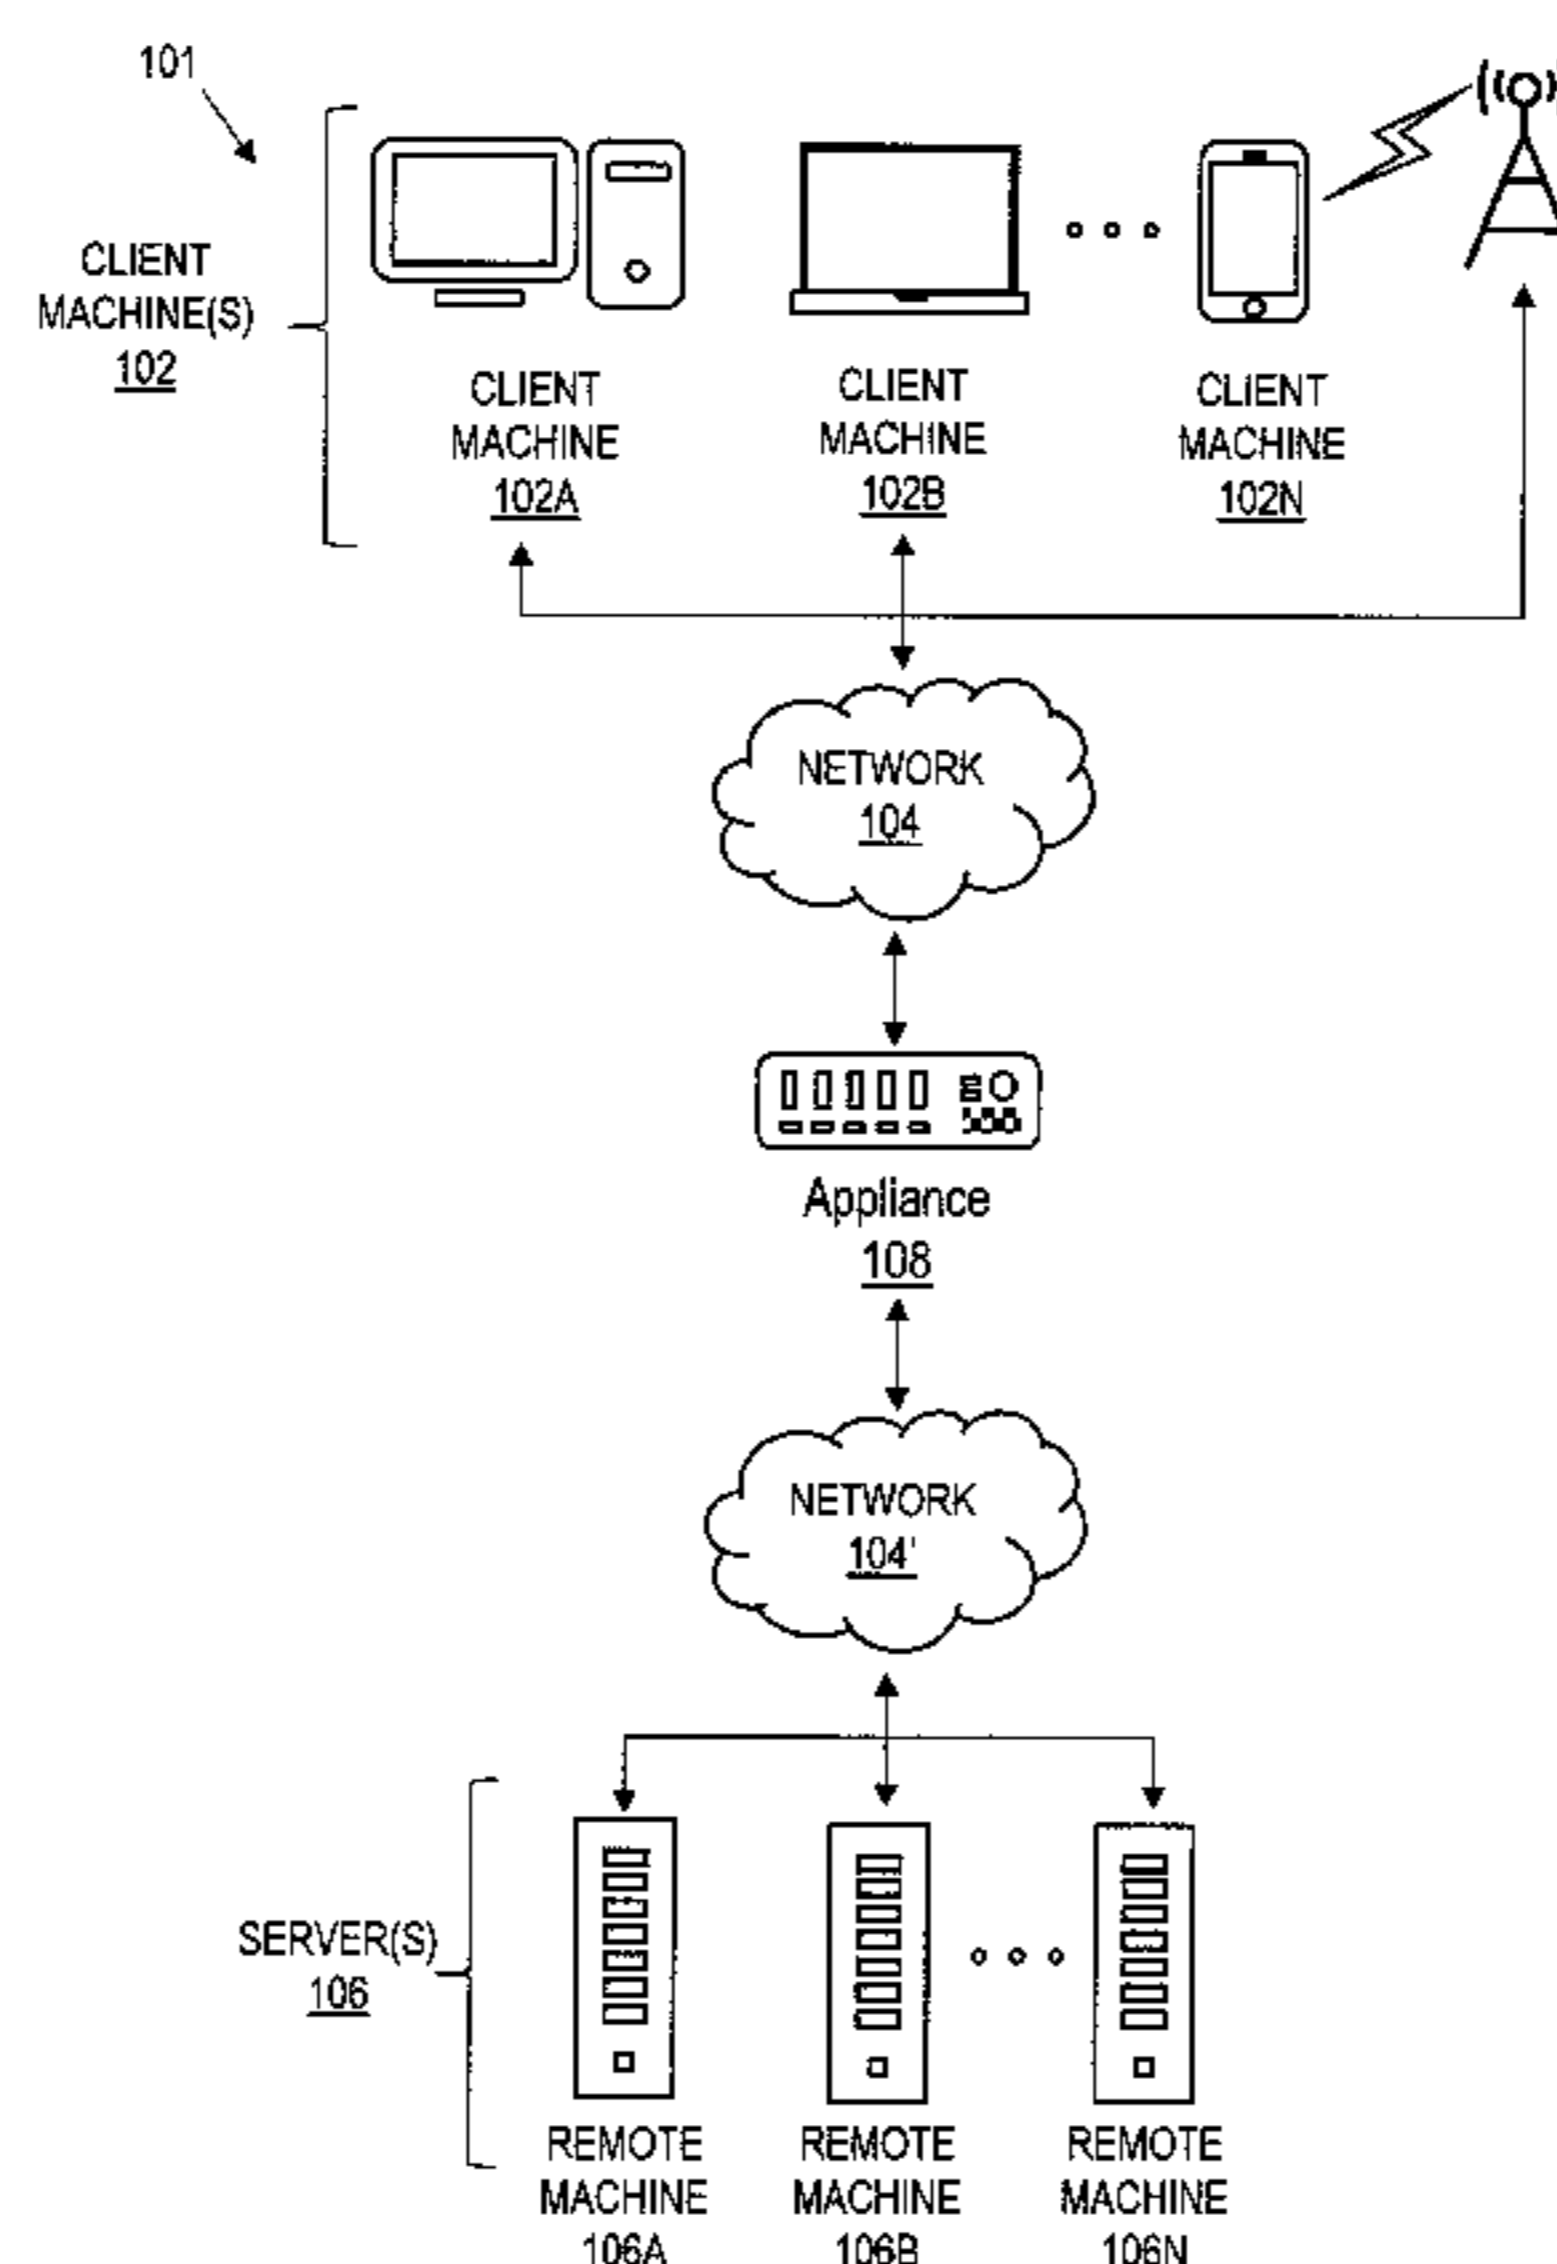 101
CLIENT
MACHINE(S)
102
CLIENT
MACHINE
102A
CLIENT
MACHINE
102B
CLIENT
MACHINE
102N
NETWORK
104
Appliance
108
NETWORK
104'
SERVER(S)
106
REMOTE
MACHINE
106A
REMOTE
MACHINE
106B
REMOTE
MACHINE
106N